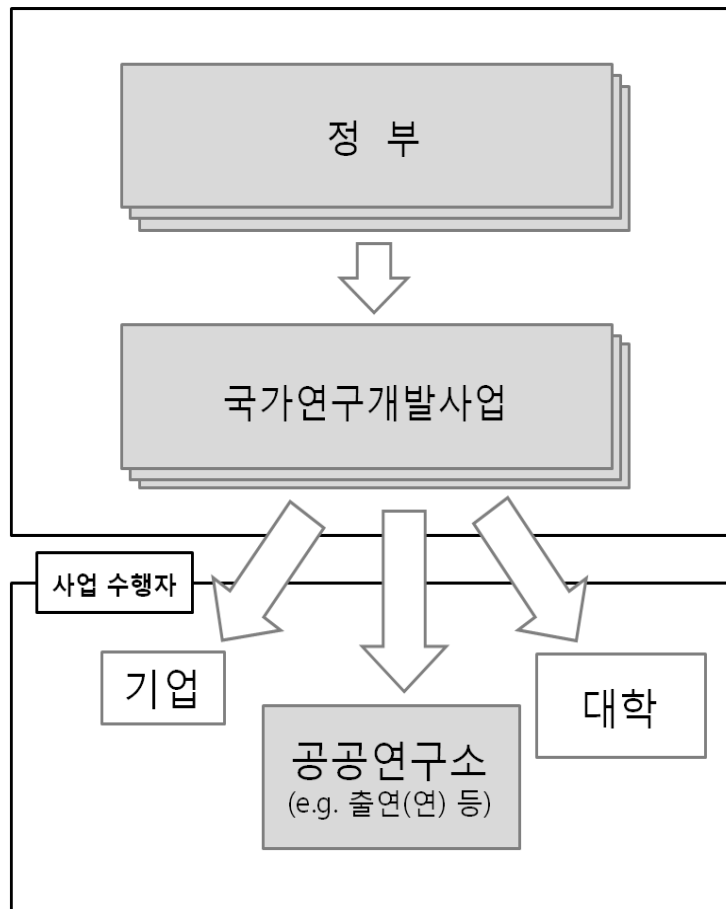 정 부
국가연구개발사업
사업 수행자
기업
대학
공공연구소
(e.g. 출연(연) 등)